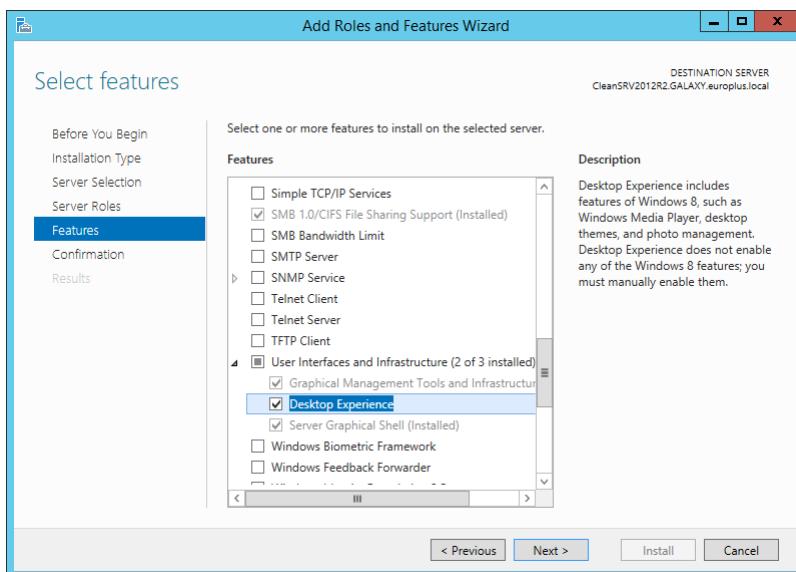 Add Roles and Features Wizard
Select features
DESTINATION SERVER
CleanSRV2012R2.GALAXY.europlus.local
Before You Begin
Installation Type
Server Selection
Server Roles
Features
Confirmation
Results
Select one or more features to install on the selected server.
Features
Simple TCP/IP Services
SMB 1.0/CIFS File Sharing Support (Installed)
SMB Bandwidth Limit
SMTP Server
SNMP Service
Telnet Client
Telnet Server
TFTP Client
User Interfaces and Infrastructure (2 of 3 installed)
Graphical Management Tools and Infrastructur
Desktop Experience
Server Graphical Shell (Installed)
Windows Biometric Framework
Windows Feedback Forwarder
Description
Desktop Experience includes
features of Windows 8, such as
Windows Media Player, desktop
themes, and photo management.
Desktop Experience does not enable
any of the Windows 8 features; you
must manually enable them.
< Previous
Next >
Install
Cancel